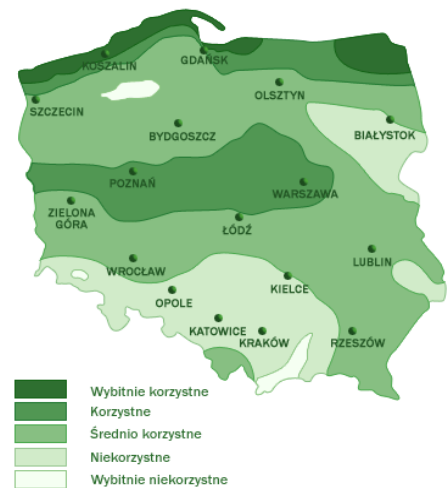 KOSZALIN
GDAŃSK
OLSZTYN
SZCZECIN
BYDGOSZCZ
BIAŁYSTOK
POZNAŃ
WARSZAWA
ZIELONA
GÓRA
ŁÓDŹ
LUBLIN
WROCŁAW
OPOLE
KIELCE
KATOWICE
KRAKÓW
RZESZÓW
Wybitnie korzystne
Korzystne
Średnio korzystne
Niekorzystne
Wybitnie niekorzystne